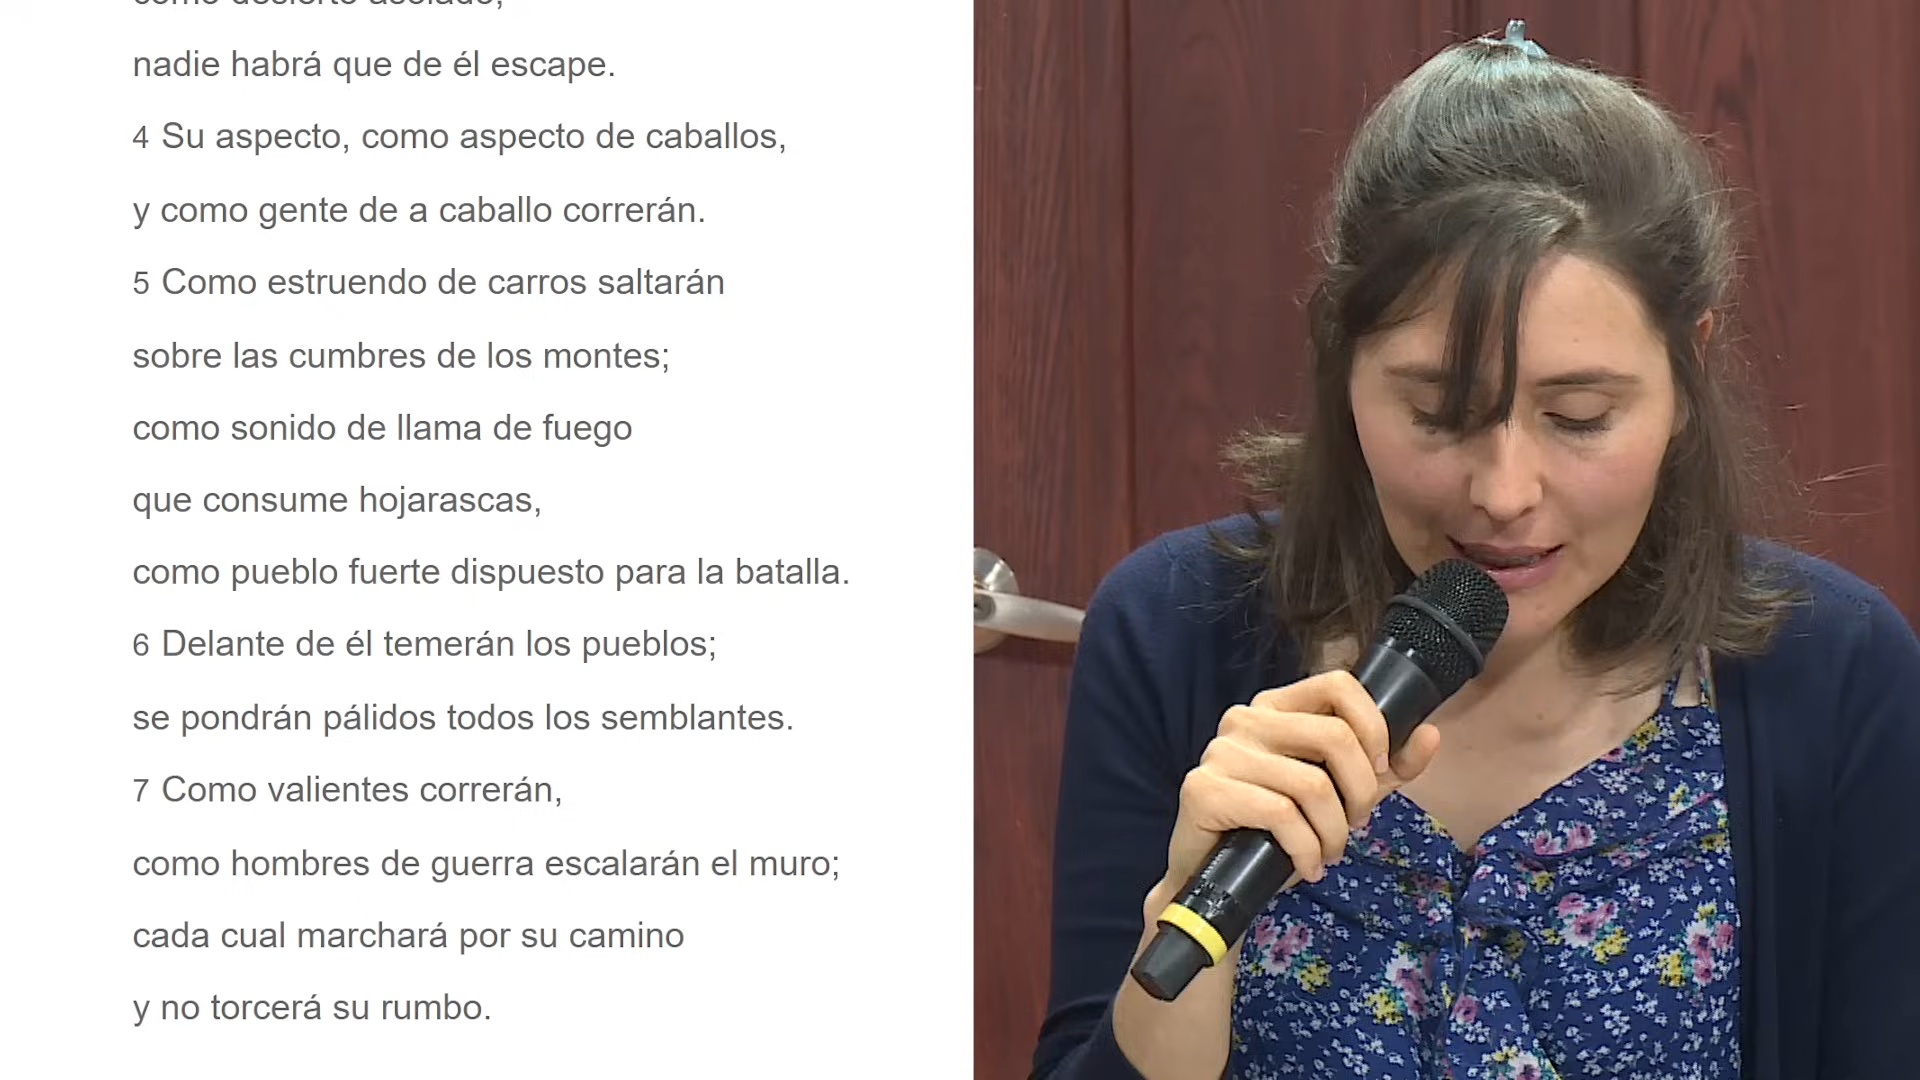 como desierto asolado,
nadie habrá que de él escape.
4 Su aspecto, como aspecto de caballos,
y como gente de a caballo correrán.
5 Como estruendo de carros saltarán
sobre las cumbres de los montes;
como sonido de llama de fuego
que consume hojarascas,
como pueblo fuerte dispuesto para la batalla.
6 Delante de él temerán los pueblos;
se pondrán pálidos todos los semblantes.
7 Como valientes correrán,
como hombres de guerra escalarán el muro;
cada cual marchará por su camino
y no torcerá su rumbo.